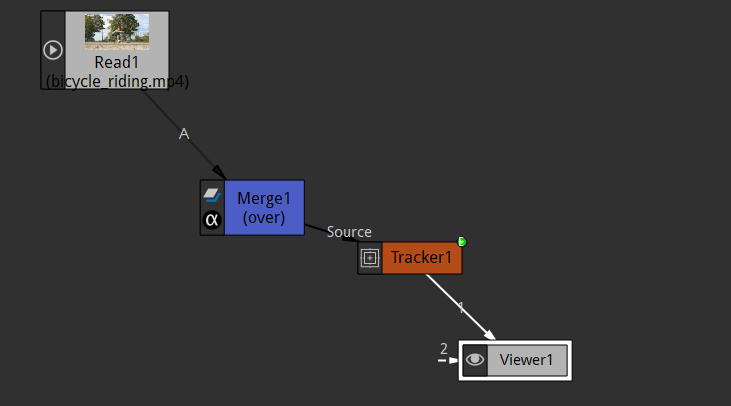 Read1
(bicycle_riding.mp4)
A
α
Merge1
(over)
Source
Tracker1
E
1
2
Viewer1